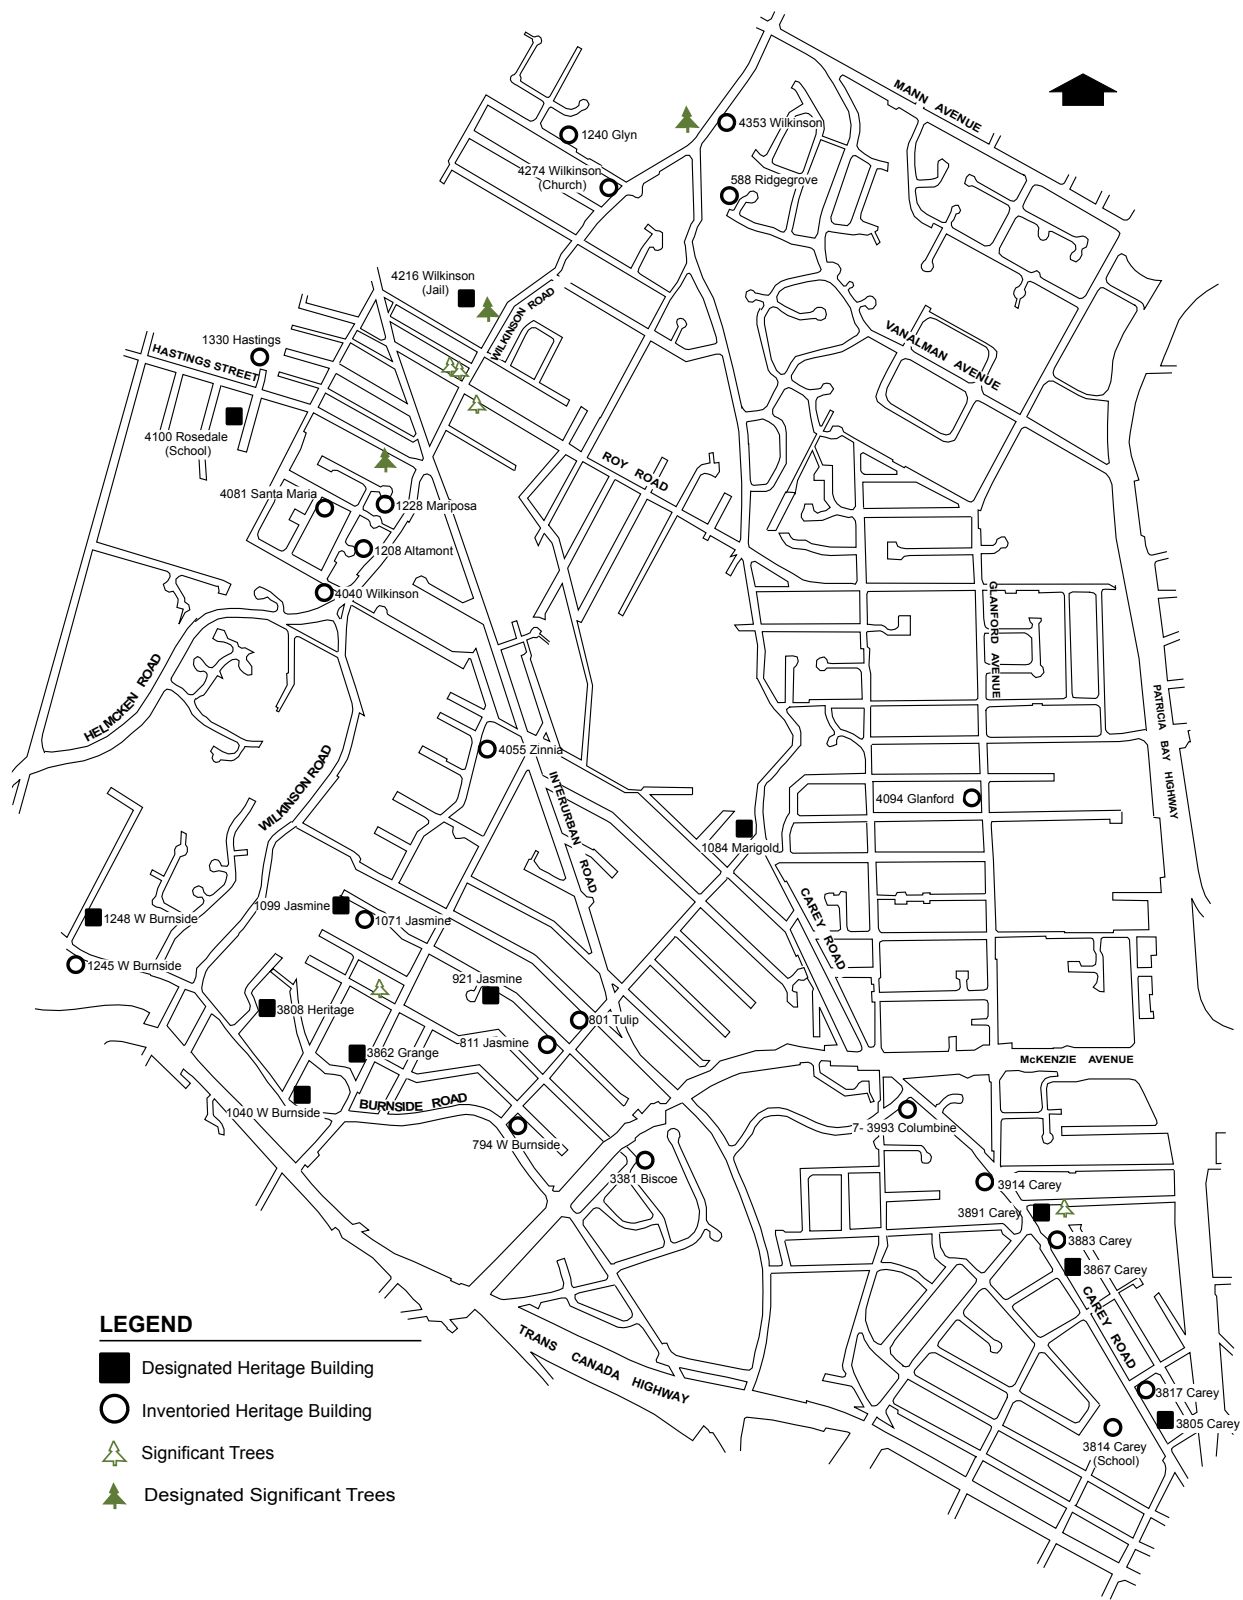 MANN AVENUE
4353 Wilkinson
1240 Glyn
4274 Wilkinson
(Church)
588 Ridgegrove
4216 Wilkinson
(Jail)
WILKINSON ROAD
1330 Hastings
HASTINGS STREET
VANALMAN AVENUE
4100 Rosedale
(School)
ROY ROAD
4081 Santa Maria
1228 Mariposa
1208 Altamont
4040 Wilkinson
GLANFORD AVENUE
HELMCKEN ROAD
PATRICIA BAY HIGHWAY
4055 Zinnia
WILKINSON ROAD
INTERURBAN ROAD
4094 Glanford
1084 Marigold
CAREY ROAD
1099 Jasmine
1071 Jasmine
1248 W Burnside
1245 W Burnside
921 Jasmine
3808 Heritage
801 Tulip
811 Jasmine
3862 Grange
McKENZIE AVENUE
1040 W Burnside
BURNSIDE ROAD
794 W Burnside
7- 3993 Columbine
3381 Biscoe
3914 Carey
3891 Carey
3883 Carey
3867 Carey
CAREY ROAD
TRANS CANADA HIGHWAY
3817 Carey
3805 Carey
3814 Carey
(School)
LEGEND
Designated Heritage Building
Inventoried Heritage Building
Significant Trees
Designated Significant Trees